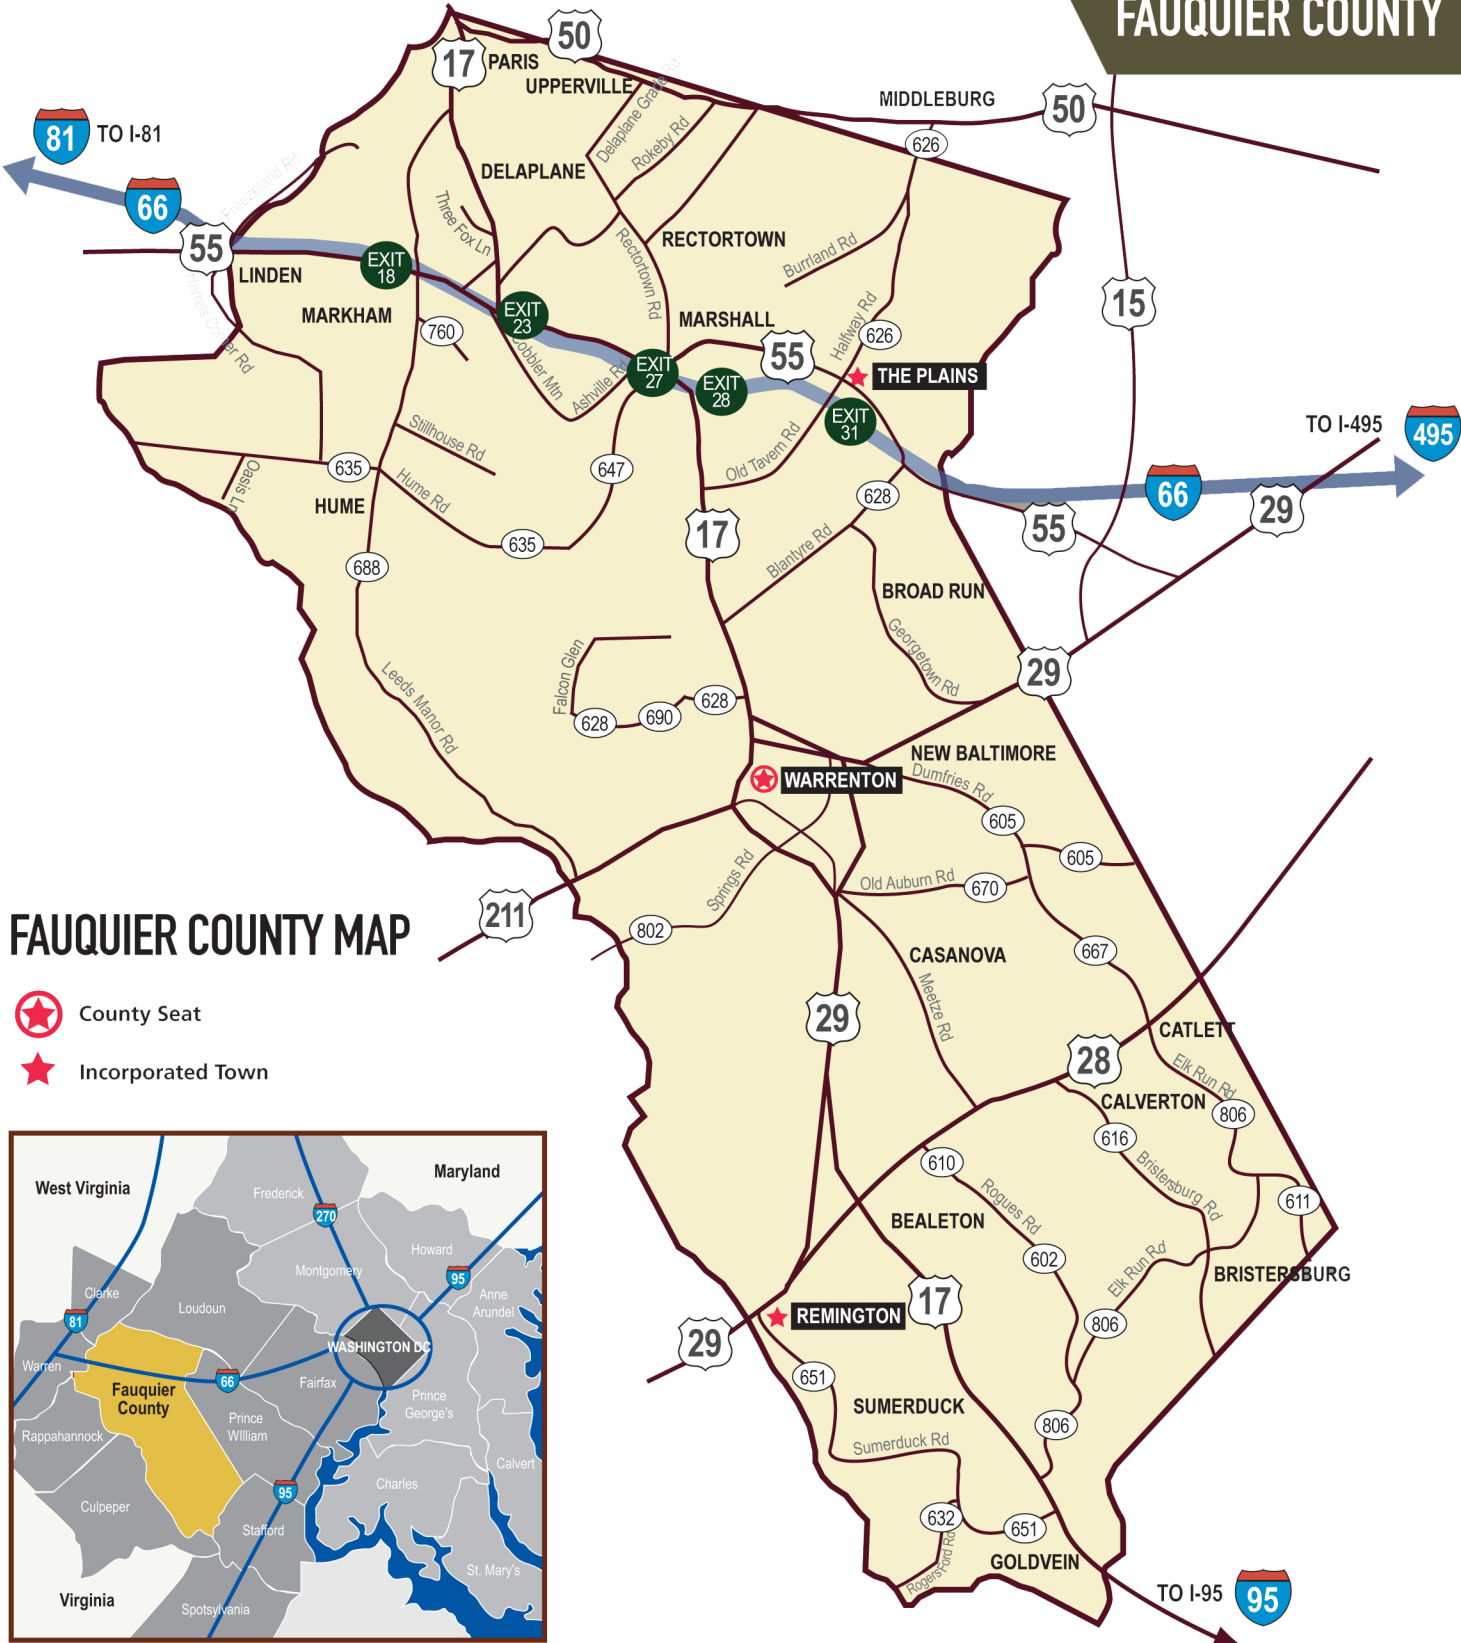 FAUQUIER COUNTY
50
17
PARIS
UPPERVILLE
MIDDLEBURG
50
81
TO I-81
626
Delaplane Grade Rd
Rokeby Rd
DELAPLANE
Freezeland Rd
66
55
Three Fox Ln
RECTORTOWN
Burrland Rd
LINDEN
EXIT
18
Rectortown Rd
15
MARKHAM
760
EXIT
23
MARSHALL
Halfway Rd
626
55
Cobbler Mtn
Ashville Rd
EXIT
27
EXIT
28
THE PLAINS
EXIT
31
TO I-495
495
Stillhouse Rd
Old Tavern Rd
635
Oasis Ln
Hume Rd
647
628
66
29
HUME
635
17
55
688
Blantyre Rd
BROAD RUN
Georgetown Rd
Falcon Glen
29
Leeds Manor Rd
628
690
628
NEW BALTIMORE
WARRENTON
Dumfries Rd
605
605
Springs Rd
Old Auburn Rd
670
211
802
FAUQUIER COUNTY MAP
CASANOVA
667
Meetze Rd
County Seat
29
CATLETT
28
Incorporated Town
Elk Run Rd
CALVERTON
806
616
610
Bristersburg Rd
Rogues Rd
611
BEALETON
602
Elk Run Rd
BRISTERSBURG
17
REMINGTON
806
29
651
SUMERDUCK
806
Sumerduck Rd
632
651
Rogers Ford Rd
GOLDVEIN
TO I-95
95
West Virginia
Maryland
Frederick
270
Howard
Montgomery
95
Clarke
Anne
Arundel
Loudoun
81
WASHINGTON DC
Warren
66
Fairfax
Fauquier
County
Prince
George's
Prince
WIlliam
Rappahannock
Calvert
Charles
95
Culpeper
Stafford
St. Mary's
Virginia
Spotsylvania